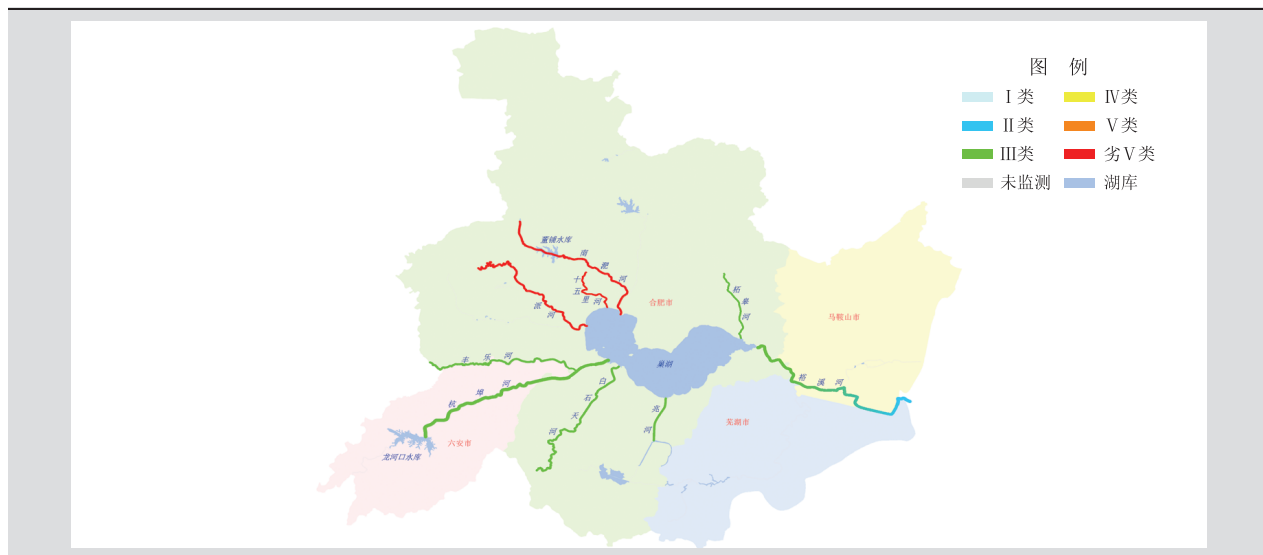 图 例
Ⅰ类
Ⅳ类
Ⅱ类
Ⅴ类
Ⅲ类
劣Ⅴ类
未监测
湖库
董铺水库
南肥河
十五里河
派河
合肥市
柘皋河
马鞍山市
丰乐河
巢湖
杭埠河
白石天河
兆河
裕溪河
芜湖市
六安市
龙河口水库